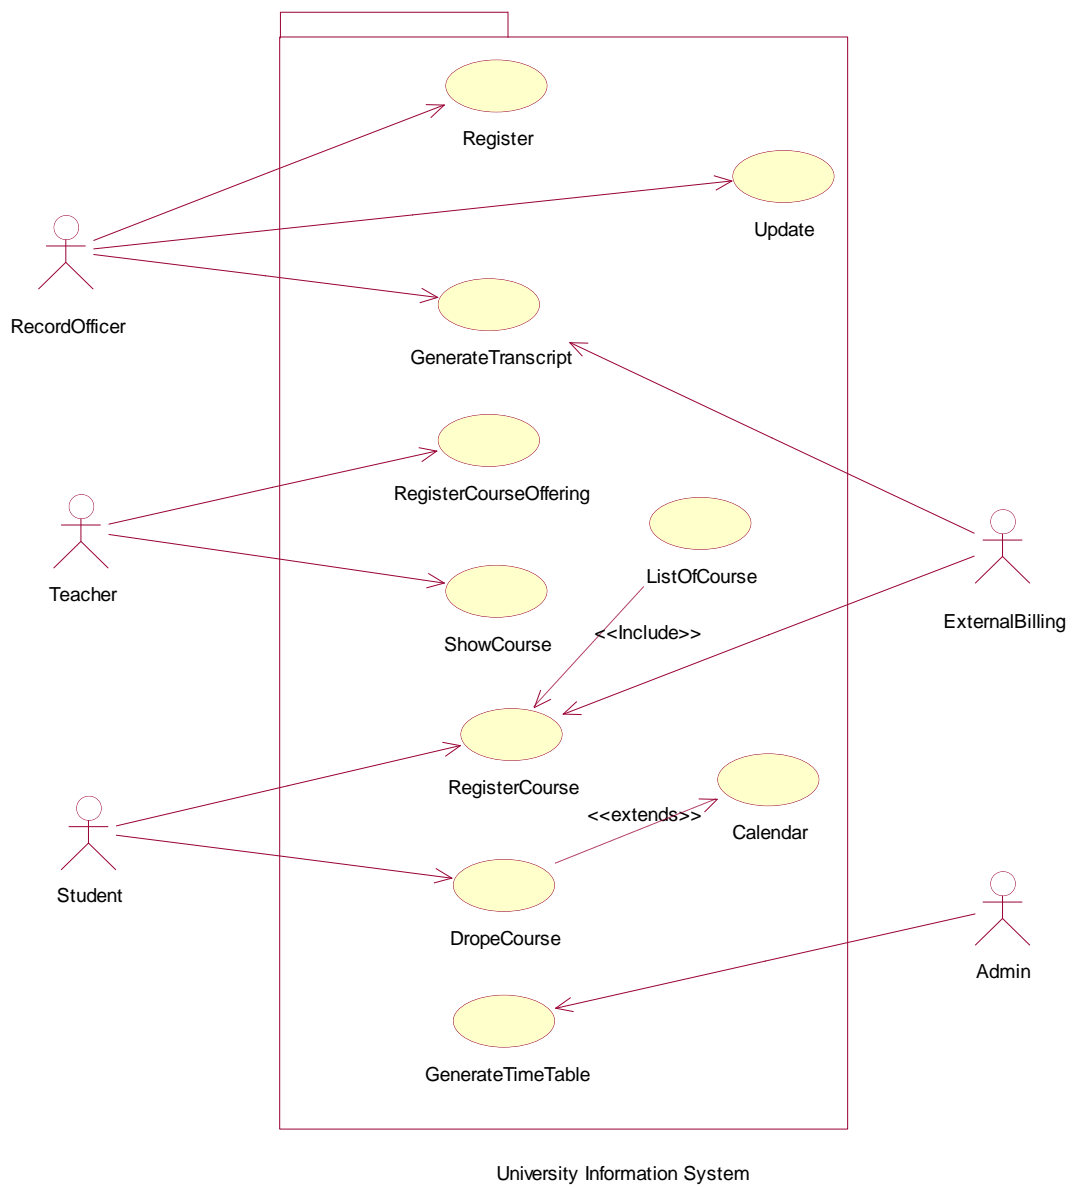 Register
Update
RecordOfficer
GenerateTranscript
RegisterCourseOffering
ListOfCourse
Teacher
ExternalBilling
<<Include>>
ShowCourse
RegisterCourse
<<extends>>
Calendar
Student
DropeCourse
Admin
GenerateTimeTable
University Information System